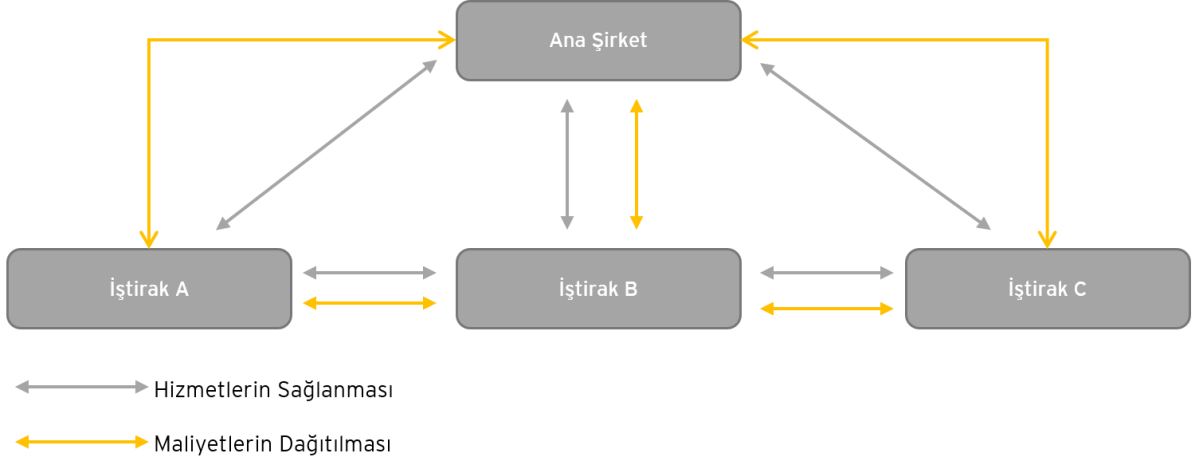 Ana Şirket
İştirak A
İştirak B
İştirak C
Hizmetlerin Sağlanması
Maliyetlerin Dağıtılması